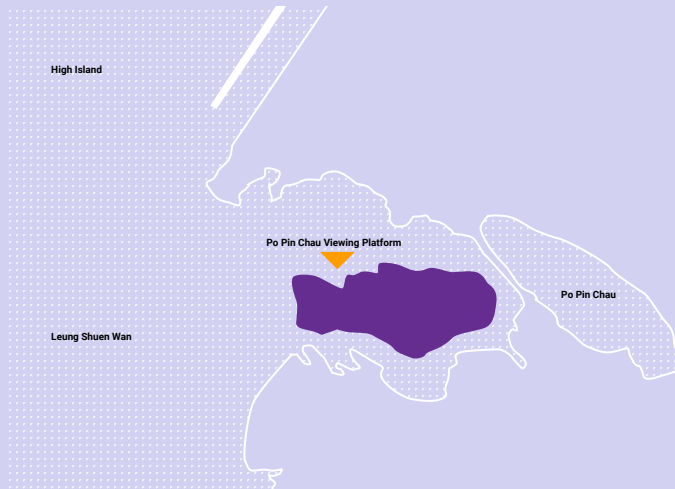 High Island
Po Pin Chau Viewing Platform
Po Pin Chau
Leung Shuen Wan